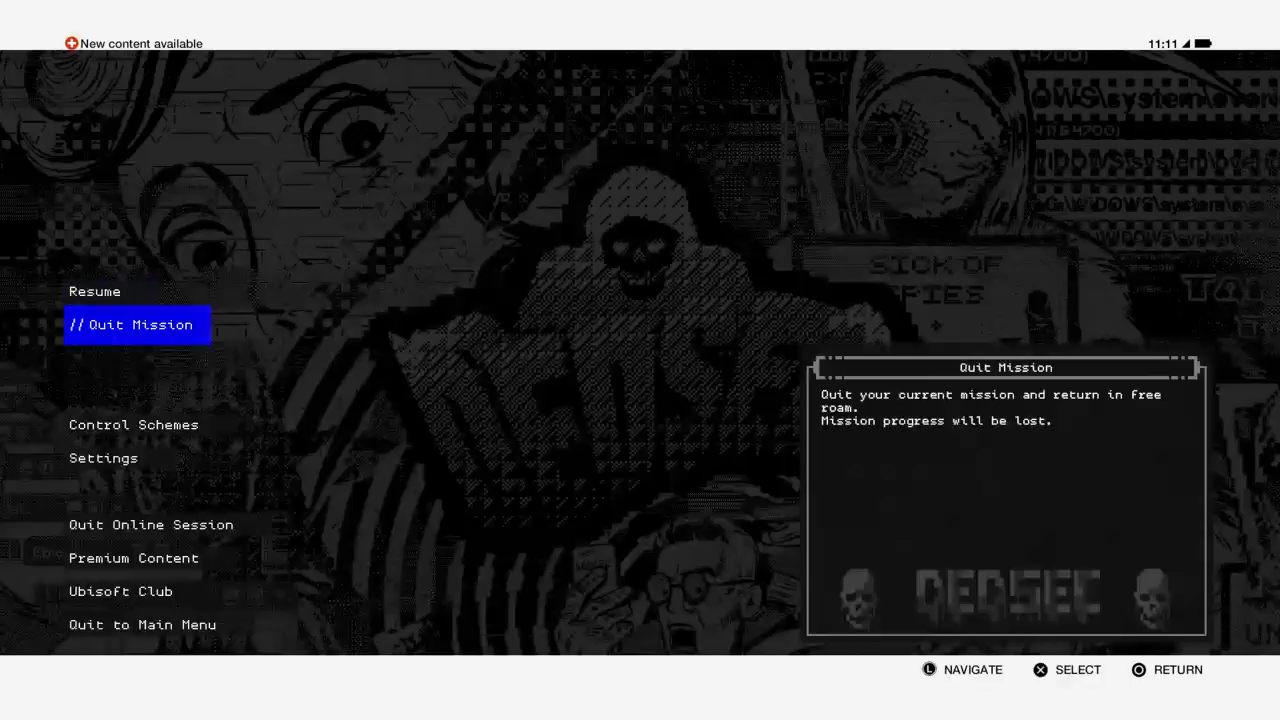 New content available
11:11
SICK OF
Resume
// Quit Mission
Quit Mission
Quit your current mission and return in free
roam.
Mission progress will be lost.
Control Schemes
Settings
Quit Online Session
Premium Content
Ubisoft Club
Quit to Main Menu
DEDSEC
L NAVIGATE
SELECT
RETURN